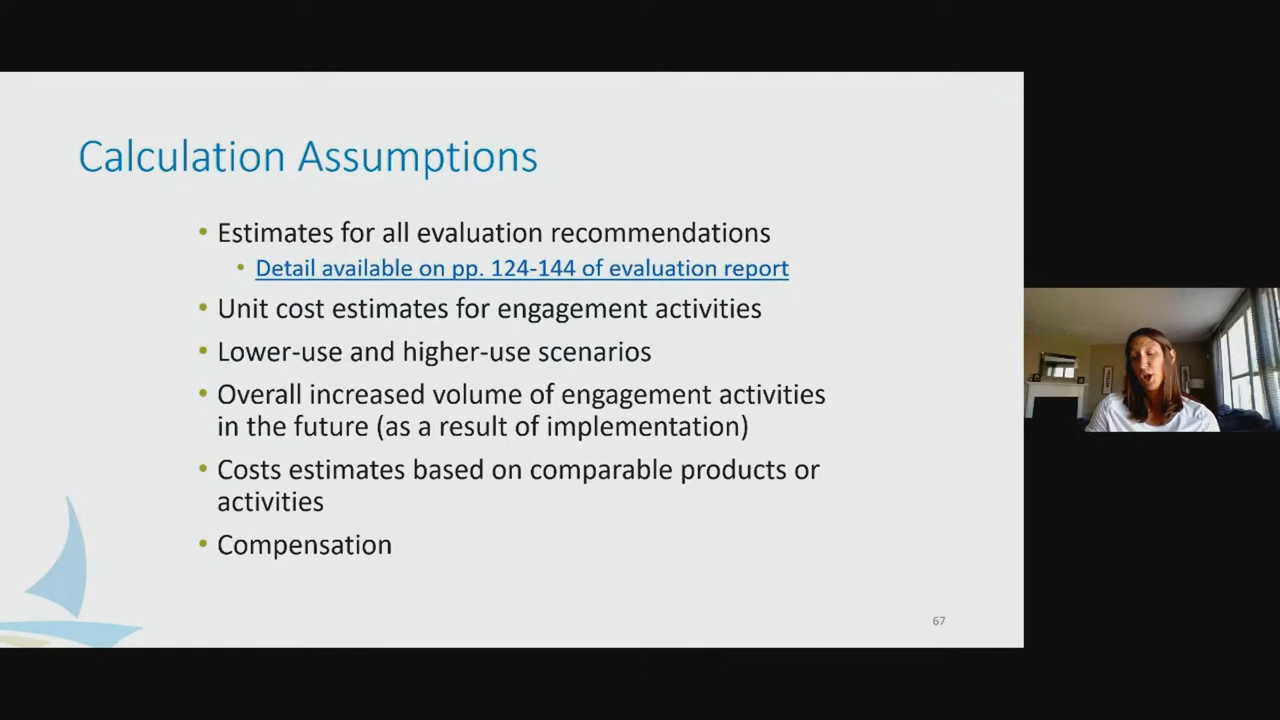 Calculation Assumptions
• Estimates for all evaluation recommendations
• Detail available on pp. 124-144 of evaluation report
• Unit cost estimates for engagement activities
• Lower-use and higher-use scenarios
• Overall increased volume of engagement activities
in the future (as a result of implementation)
• Costs estimates based on comparable products or
activities
• Compensation
67